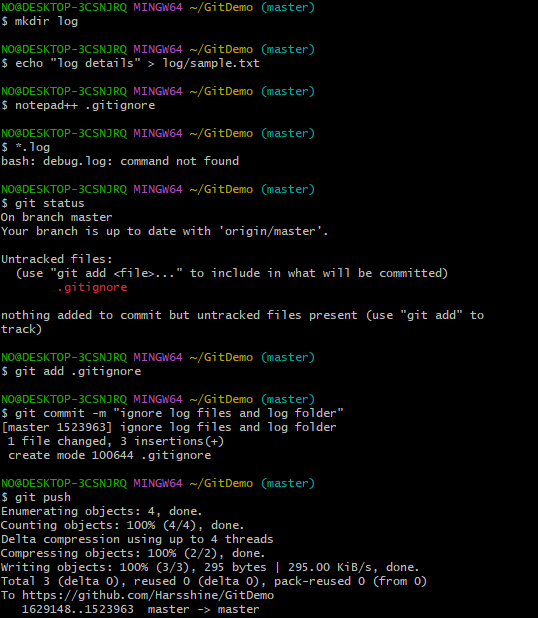 NO@DESKTOP-3CSNJRQ MINGW64 ~/GitDemo (master)
$ mkdir log
NO@DESKTOP-3CSNJRQ MINGW64 ~/GitDemo (master)
$ echo "log details" > log/sample.txt
NO@DESKTOP-3CSNJRQ MINGW64 ~/GitDemo (master)
$ notepad++ .gitignore
NO@DESKTOP-3CSNJRQ MINGW64 ~/GitDemo (master)
$ *.log
bash: debug.log: command not found
NO@DESKTOP-3CSNJRQ MINGW64 ~/GitDemo (master)
$ git status
On branch master
Your branch is up to date with 'origin/master'.
Untracked files:
  (use "git add <file>..." to include in what will be committed)
        .gitignore
nothing added to commit but untracked files present (use "git add" to
track)
NO@DESKTOP-3CSNJRQ MINGW64 ~/GitDemo (master)
$ git add .gitignore
NO@DESKTOP-3CSNJRQ MINGW64 ~/GitDemo (master)
$ git commit -m "ignore log files and log folder"
[master 1523963] ignore log files and log folder
 1 file changed, 3 insertions(+)
 create mode 100644 .gitignore
NO@DESKTOP-3CSNJRQ MINGW64 ~/GitDemo (master)
$ git push
Enumerating objects: 4, done.
Counting objects: 100% (4/4), done.
Delta compression using up to 4 threads
Compressing objects: 100% (2/2), done.
Writing objects: 100% (3/3), 295 bytes | 295.00 KiB/s, done.
Total 3 (delta 0), reused 0 (delta 0), pack-reused 0 (from 0)
To https://github.com/Harsshine/GitDemo
   1629148..1523963  master -> master